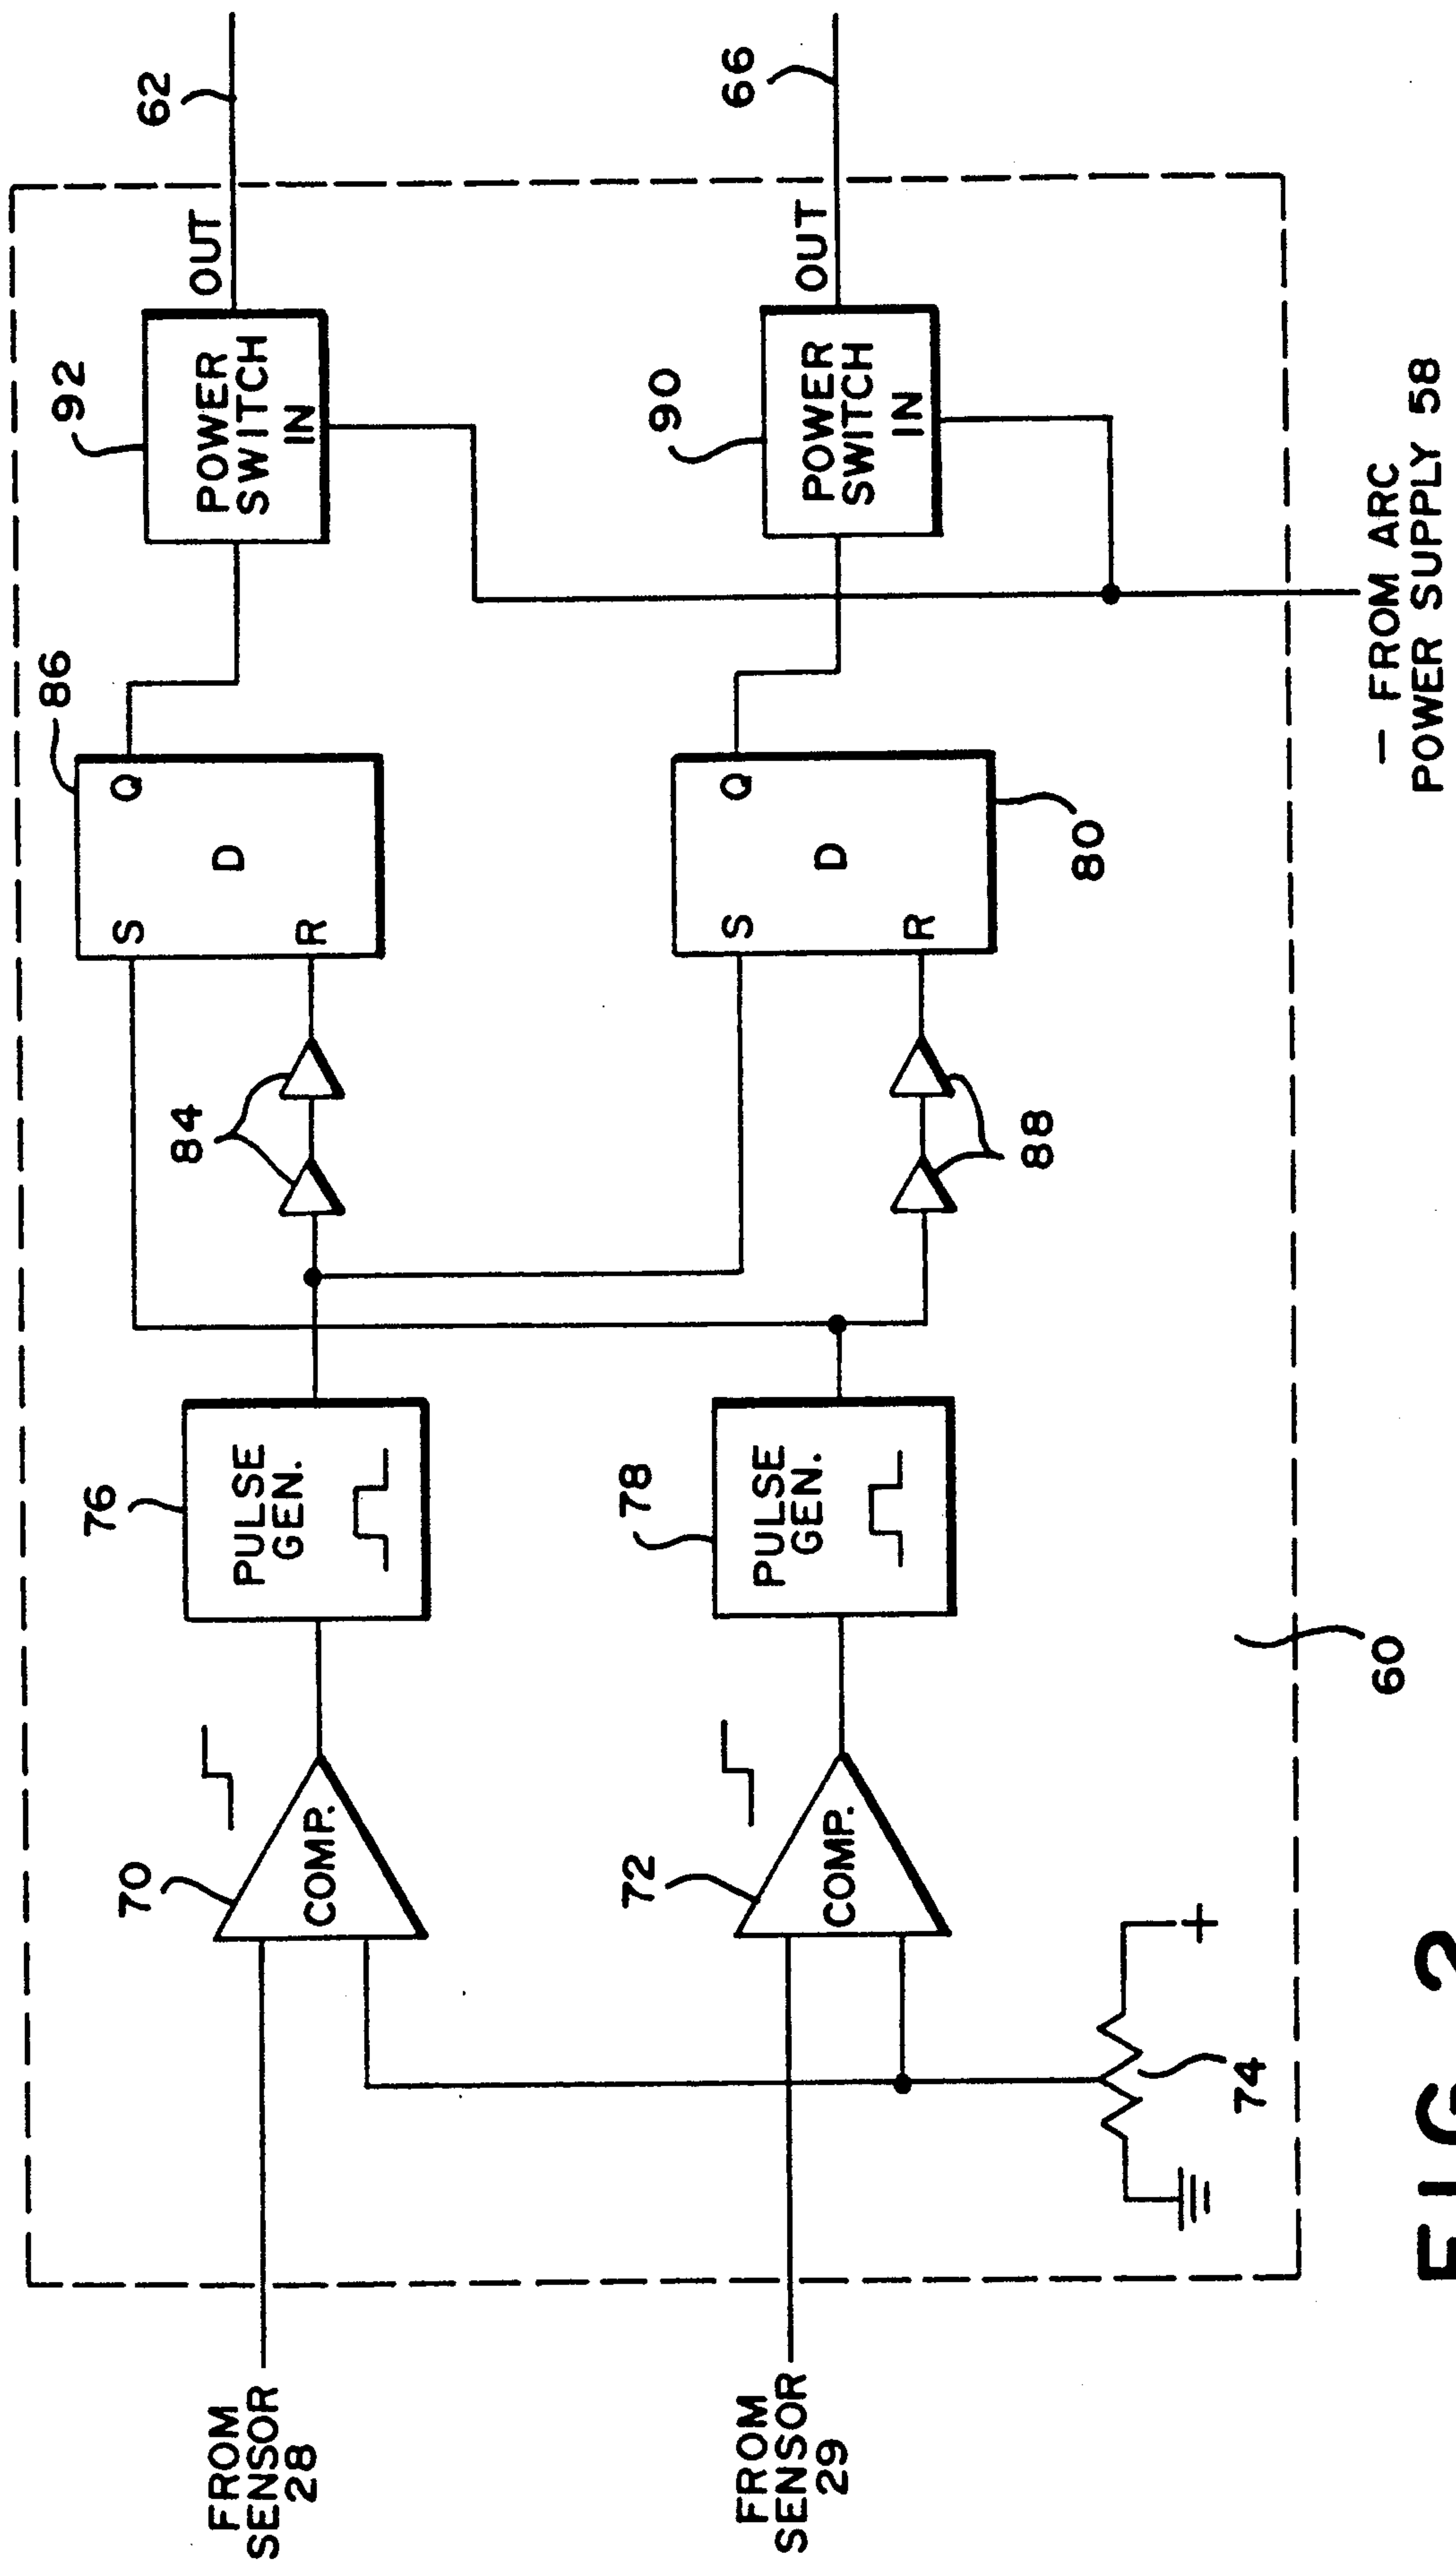 62
66
OUT
OUT
92
POWER
SWITCH
IN
90
POWER
SWITCH
IN
— FROM ARC
POWER SUPPLY 58
86
Q
D
S
R
Q
D
S
R
80
84
88
76
PULSE
GEN.
78
PULSE
GEN.
60
70
COMP.
72
COMP.
+
74
FROM
SENSOR
28
FROM
SENSOR
29
FIG. 2